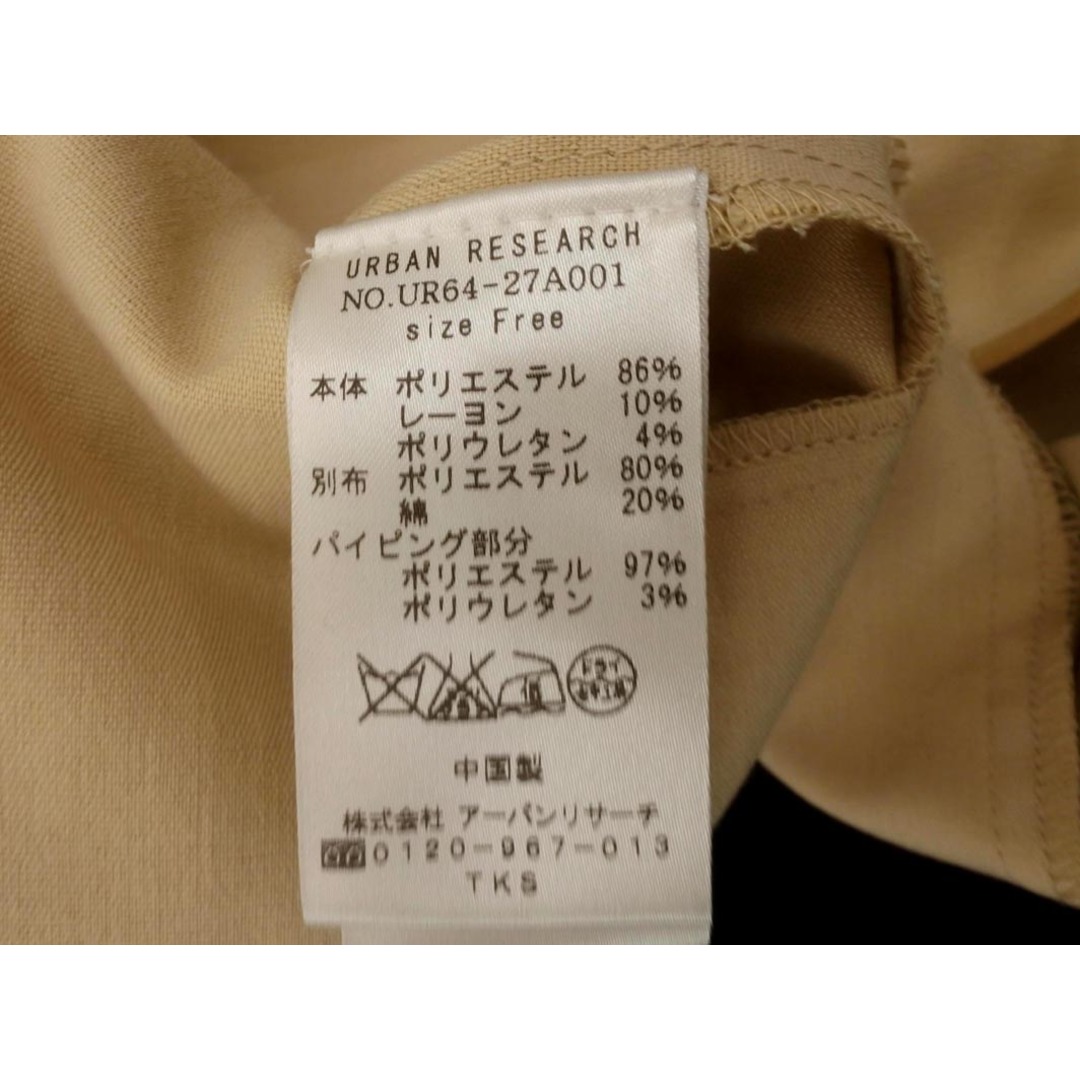 URBAN RESEARCH
NO.UR64-27A001
size Free
本体 ポリエステル 86%
レーヨン 10%
ポリウレタン 4%
別布 ポリエステル 80%
綿 20%
パイピング部分
ポリエステル 97%
ポリウレタン 3%
低 ドライ
中国製
株式会社 アーバンリサーチ
0120-967-013
TKS